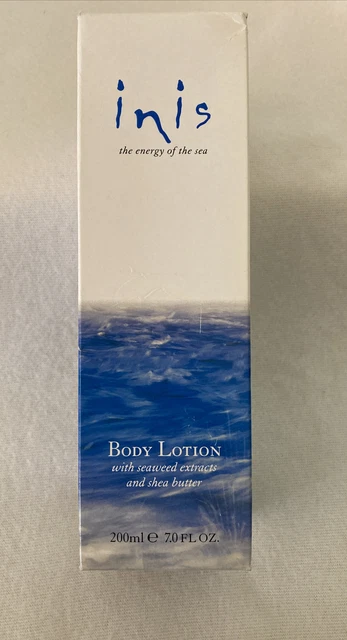 inis
the energy of the sea
BODY LOTION
with seaweed extracts
and shea butter
200ml ℮ 7.0 FL OZ.